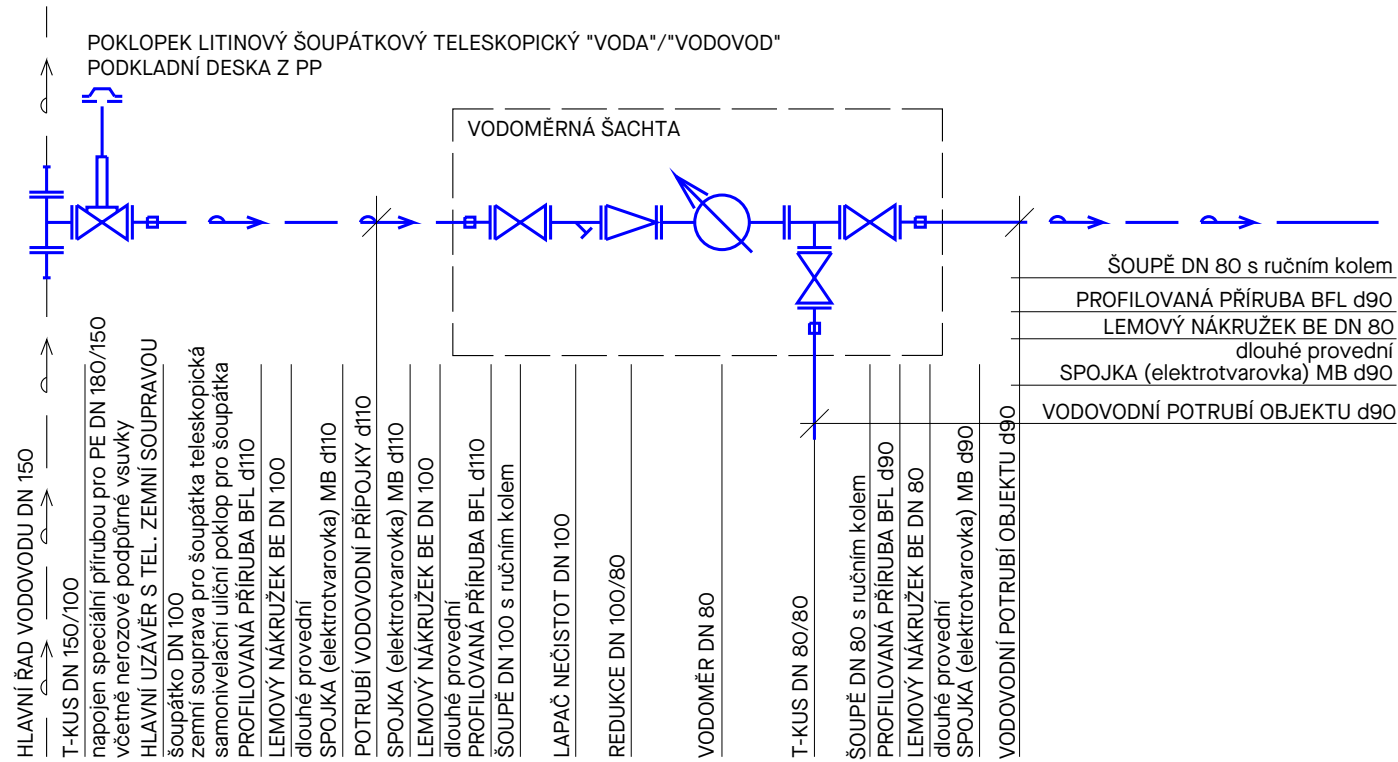 POKLOPEK LITINOVÝ ŠOUPÁTKOVÝ TELESKOPICKÝ "VODA"/"VODOVOD"
PODKLADNÍ DESKA Z PP
VODOMĚRNÁ ŠACHTA
ŠOUPĚ DN 80 s ručním kolem
PROFILOVANÁ PŘÍRUBA BFL d90
LEMOVÝ NÁKRUŽEK BE DN 80
dlouhé provední
SPOJKA (elektrotvarovka) MB d90
VODOVODNÍ POTRUBÍ OBJEKTU d90
HLAVNÍ ŘAD VODOVODU DN 150
T-KUS DN 150/100
napojen speciální přírubou pro PE DN 180/150
včetně nerozové podpůrné vsuvky
HLAVNÍ UZÁVĚR S TEL. ZEMNÍ SOUPRAVOU
šoupátko DN 100
zemní souprava pro šoupátka teleskopická
samonivelační uliční poklop pro šoupátka
PROFILOVANÁ PŘÍRUBA BFL d110
LEMOVÝ NÁKRUŽEK BE DN 100
dlouhé provední
SPOJKA (elektrotvarovka) MB d110
POTRUBÍ VODOVODNÍ PŘÍPOJKY d110
SPOJKA (elektrotvarovka) MB d110
LEMOVÝ NÁKRUŽEK BE DN 100
dlouhé provední
PROFILOVANÁ PŘÍRUBA BFL d110
ŠOUPĚ DN 100 s ručním kolem
LAPAČ NEČISTOT DN 100
REDUKCE DN 100/80
VODOMĚR DN 80
T-KUS DN 80/80
ŠOUPĚ DN 80 s ručním kolem
PROFILOVANÁ PŘÍRUBA BFL d90
LEMOVÝ NÁKRUŽEK BE DN 80
dlouhé provední
SPOJKA (elektrotvarovka) MB d90
VODOVODNÍ POTRUBÍ OBJEKTU d90